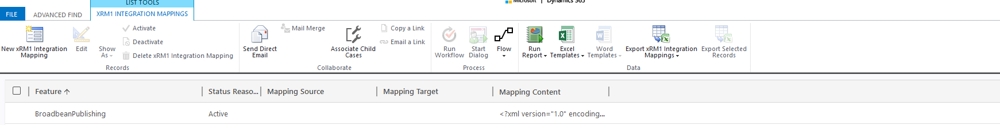 LIST TOOLS
Microsoft | Dynamics 365
FILE
ADVANCED FIND
XRM1 INTEGRATION MAPPINGS
New xRM1 Integration
Mapping
Edit
Show
As
Activate
Deactivate
Delete xRM1 Integration Mapping
Records
Send Direct
Email
Mail Merge
Associate Child
Cases
Copy a Link
Email a Link
Collaborate
Run
Workflow
Start
Dialog
Flow
Process
Run
Report
Excel
Templates
Word
Templates
Export xRM1 Integration
Mappings
Export Selected
Records
Data
Feature ↑
Status Reaso...
Mapping Source
Mapping Target
Mapping Content
BroadbeanPublishing
Active
<?xml version="1.0" encoding...